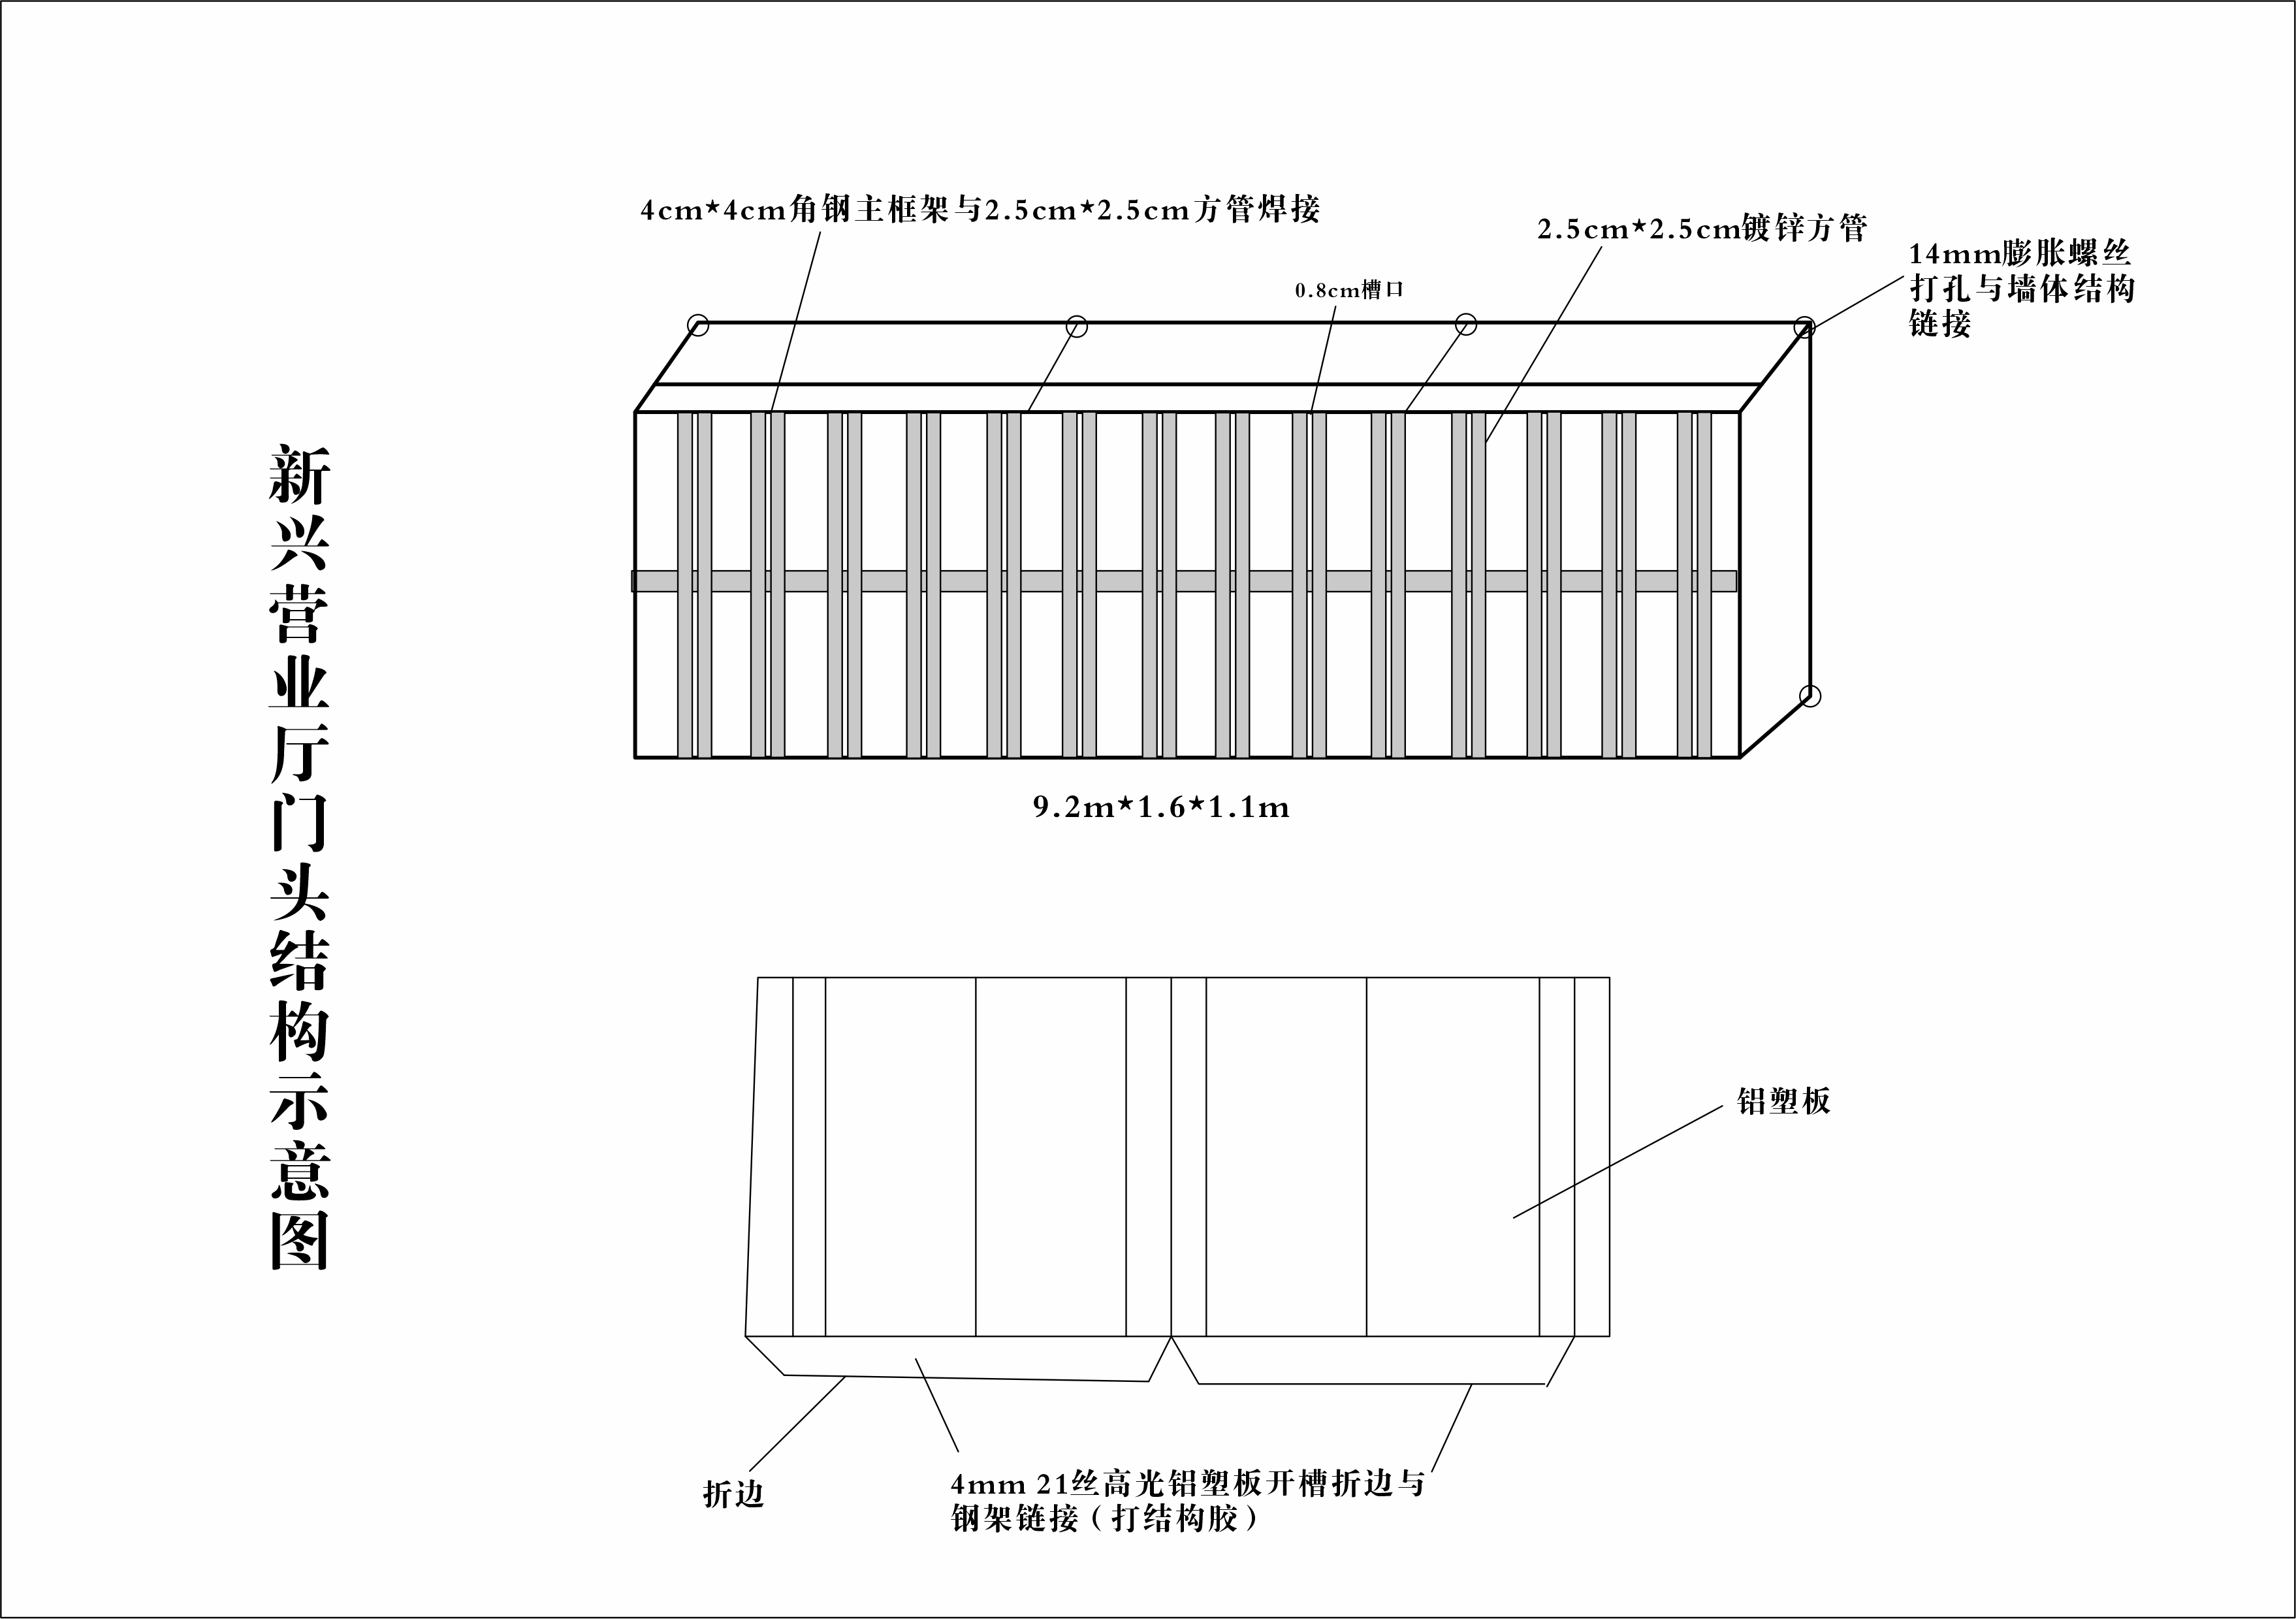 新兴营业厅门头结构示意图
4cm*4cm角钢主框架与2.5cm*2.5cm方管焊接
2.5cm*2.5cm镀锌方管
14mm膨胀螺丝
打孔与墙体结构
链接
0.8cm槽口
9.2m*1.6*1.1m
铝塑板
折边
4mm 21丝高光铝塑板开槽折边与
钢架链接（打结构胶）